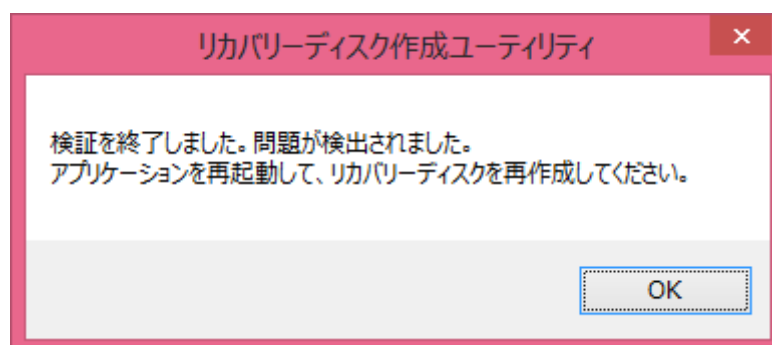 リカバリーディスク作成ユーティリティ
検証を終了しました。問題が検出されました。
アプリケーションを再起動して、リカバリーディスクを再作成してください。
OK